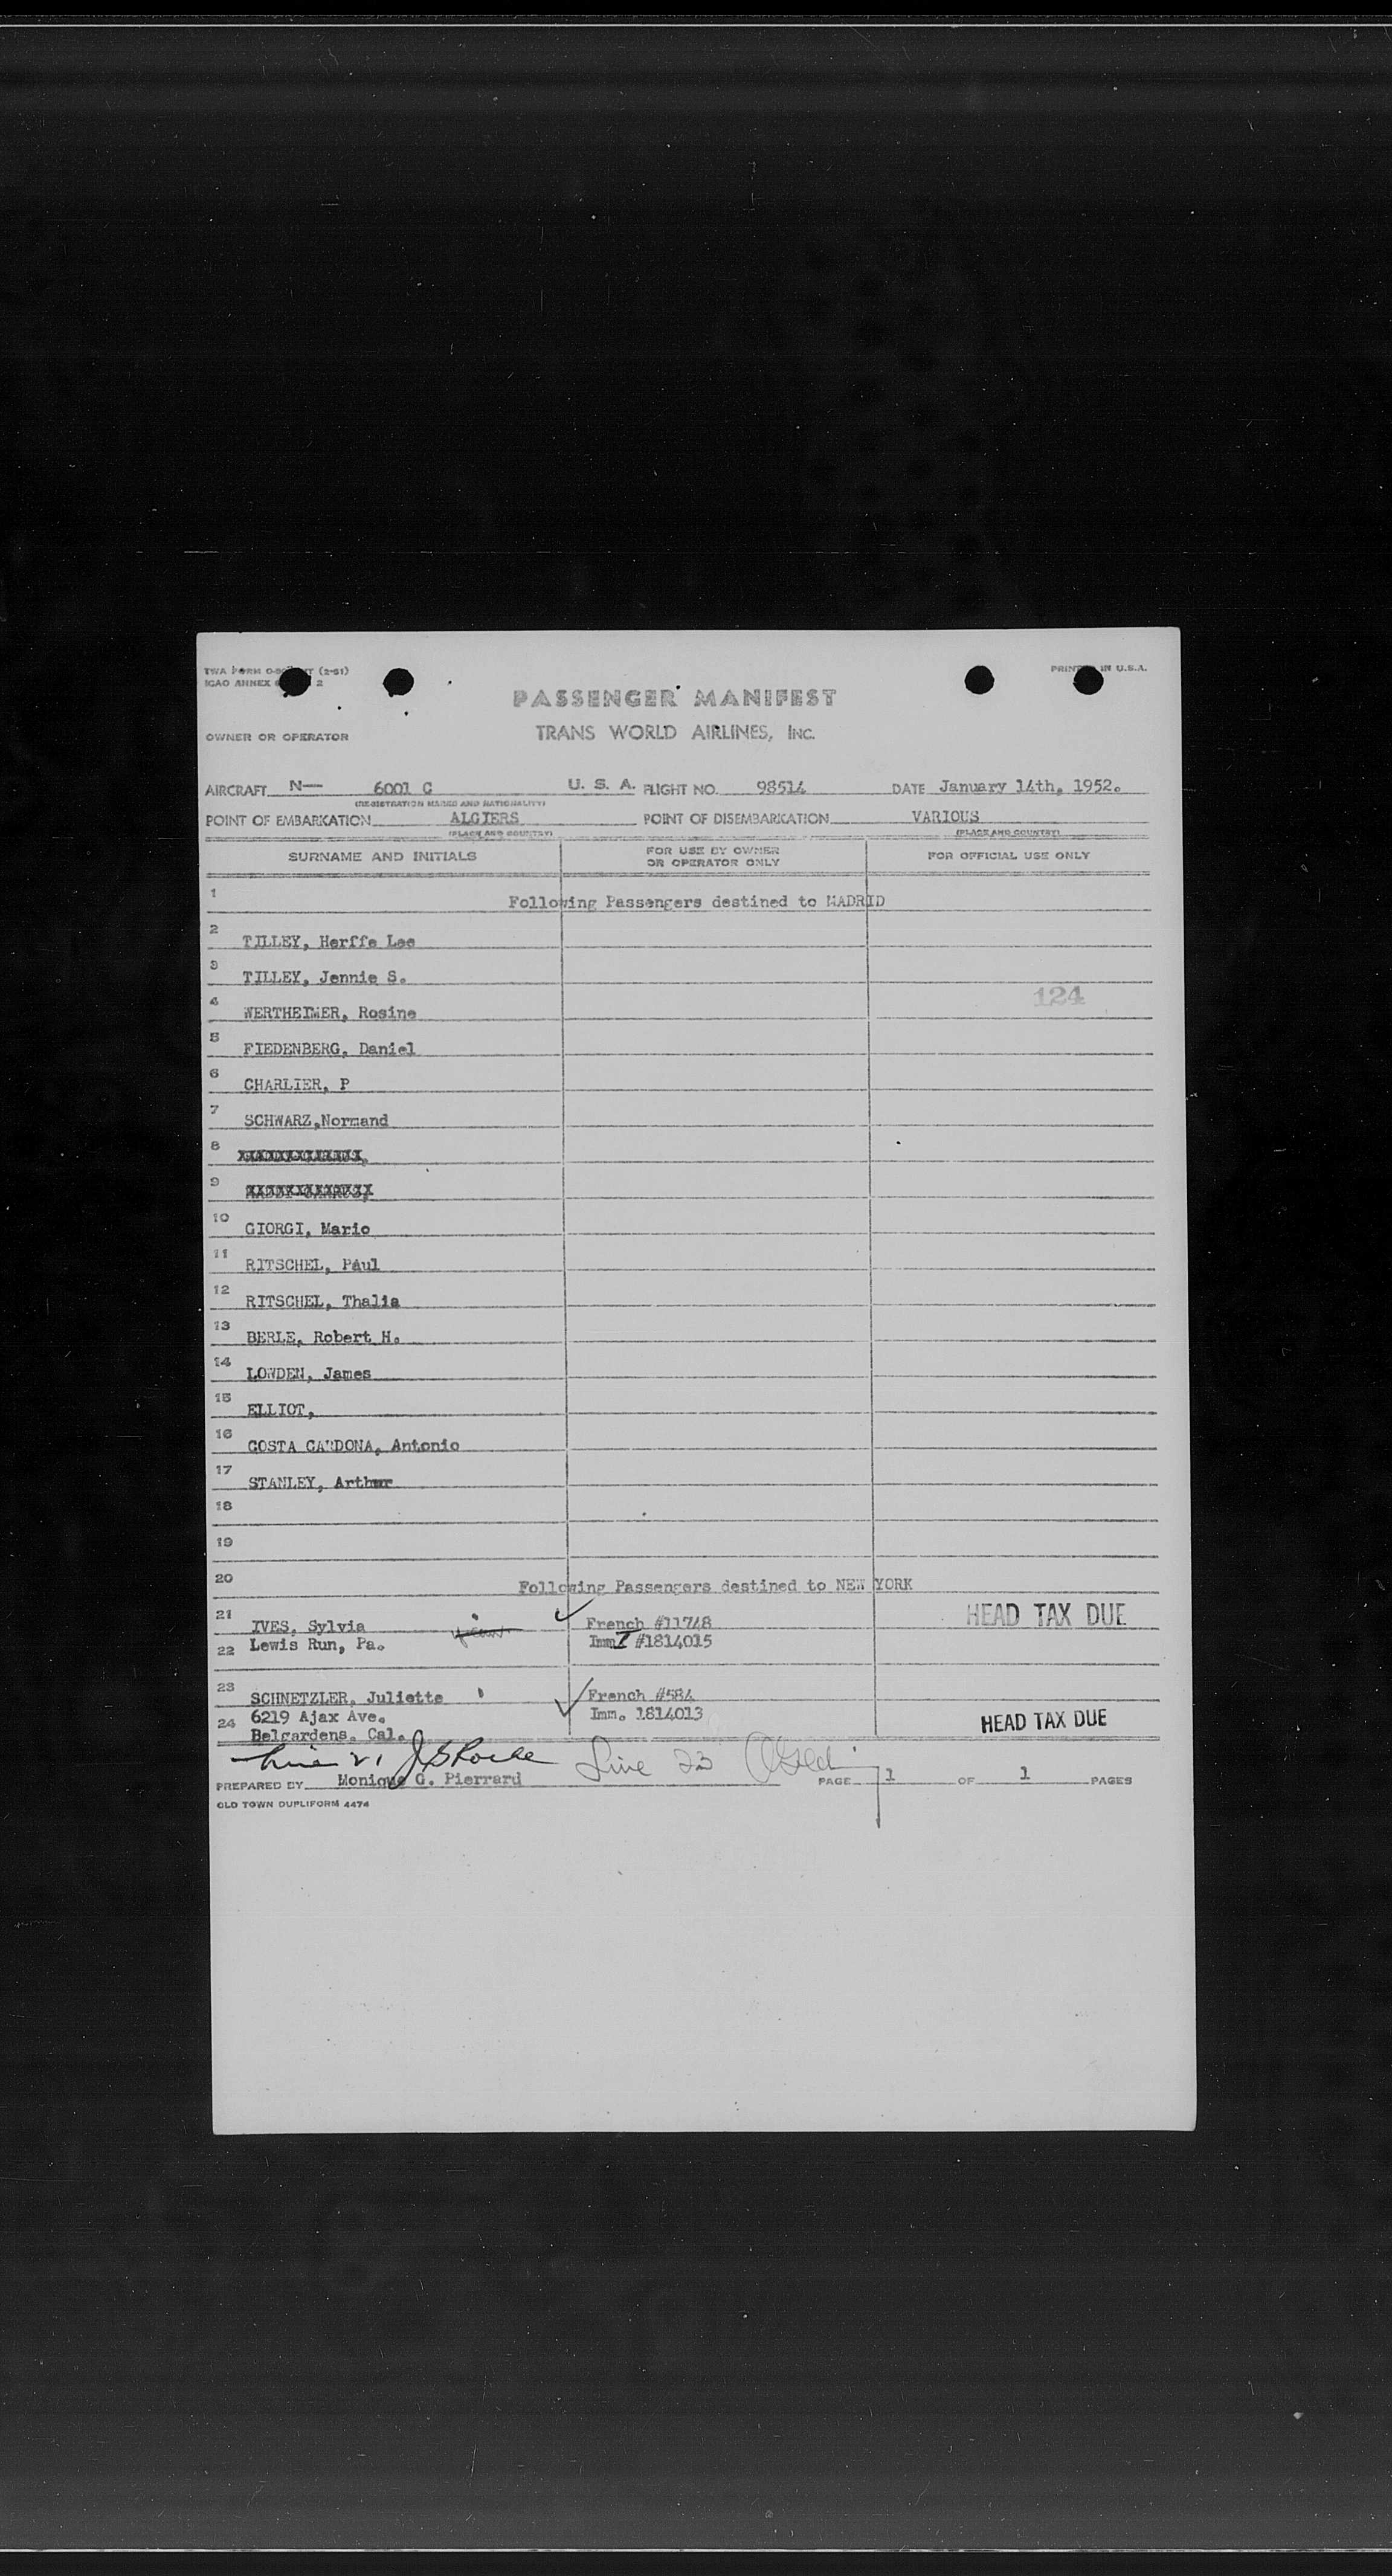 TWA FORM (2-51)
PRINTED IN U.S.A.
ICAO ANNEX 2
PASSENGER MANIFEST
OWNER OR OPERATOR TRANS WORLD AIRLINES, INC.
AIRCRAFT N— 6001 C U. S. A. FLIGHT NO. 98514 DATE January 14th, 1952.
(REGISTRATION MARKS AND NATIONALITY)
POINT OF EMBARKATION ALGIERS POINT OF DISEMBARKATION VARIOUS
(PLACE AND COUNTRY) (PLACE AND COUNTRY)
SURNAME AND INITIALS FOR USE BY OWNER OR OPERATOR ONLY FOR OFFICIAL USE ONLY
1 Following Passengers destined to MADRID
2 TILLEY, Herffe Lee
3 TILLEY, Jennie S.
124
4 WERTHEIMER, Rosine
5 FIEDENBERG, Daniel
6 CHARLIER, P
7 SCHWARZ,Normand
8
9
10 GIORGI, Mario
11 RITSCHEL, Paul
12 RITSCHEL, Thalia
13 BERLE, Robert H.
14 LOWDEN, James
15 ELLIOT,
16 COSTA CARDONA, Antonio
17 STANLEY, Arthur
18
19
20 Following Passengers destined to NEW YORK
21 IVES, Sylvia French #11748 HEAD TAX DUE
22 Lewis Run, Pa. Imm #1814015
23 SCHNETZLER, Juliette French #584
24 6219 Ajax Ave. Imm. 1814013 HEAD TAX DUE
Belgardens. Cal.
Line 21 Line 23
PREPARED BY Monique G. Pierrard PAGE 1 OF 1 PAGES
OLD TOWN DUPLIFORM 4474